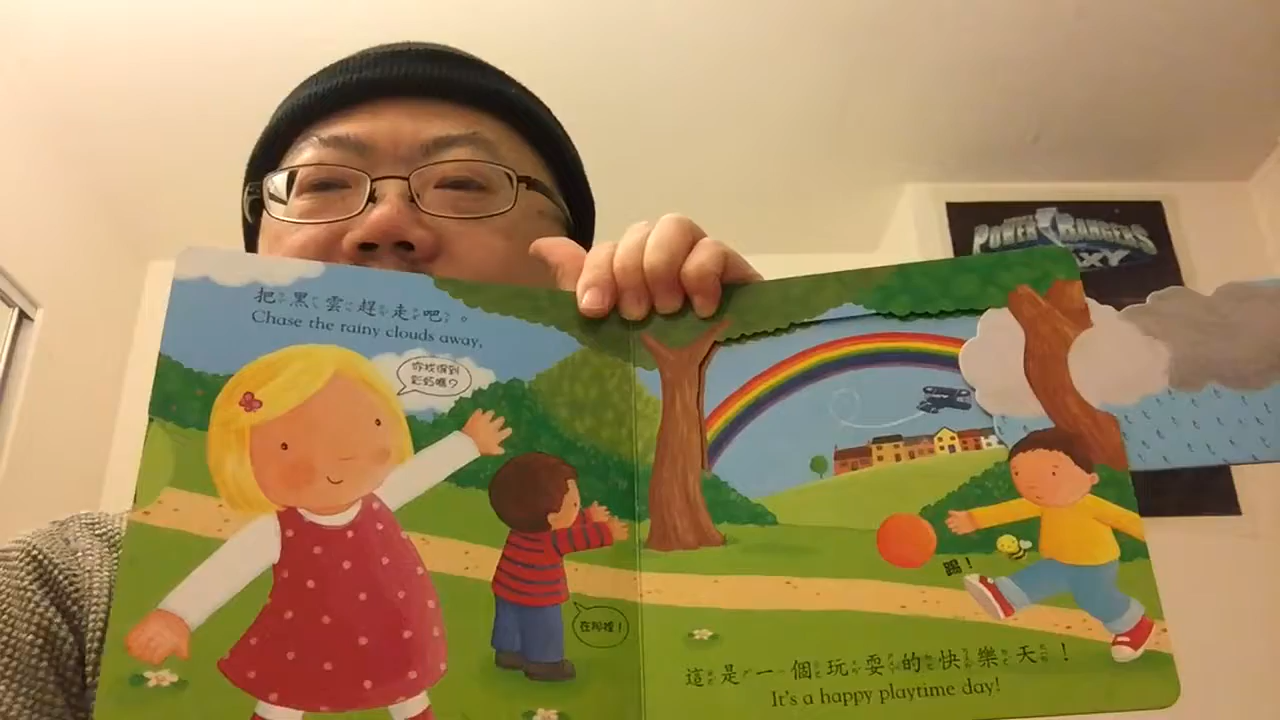 把黑雲趕走吧。
Chase the rainy clouds away,
你找得到
彩虹嗎？
在那裡！
踢！
這是一個玩耍的快樂天！
It's a happy playtime day!
POWER RANGERS